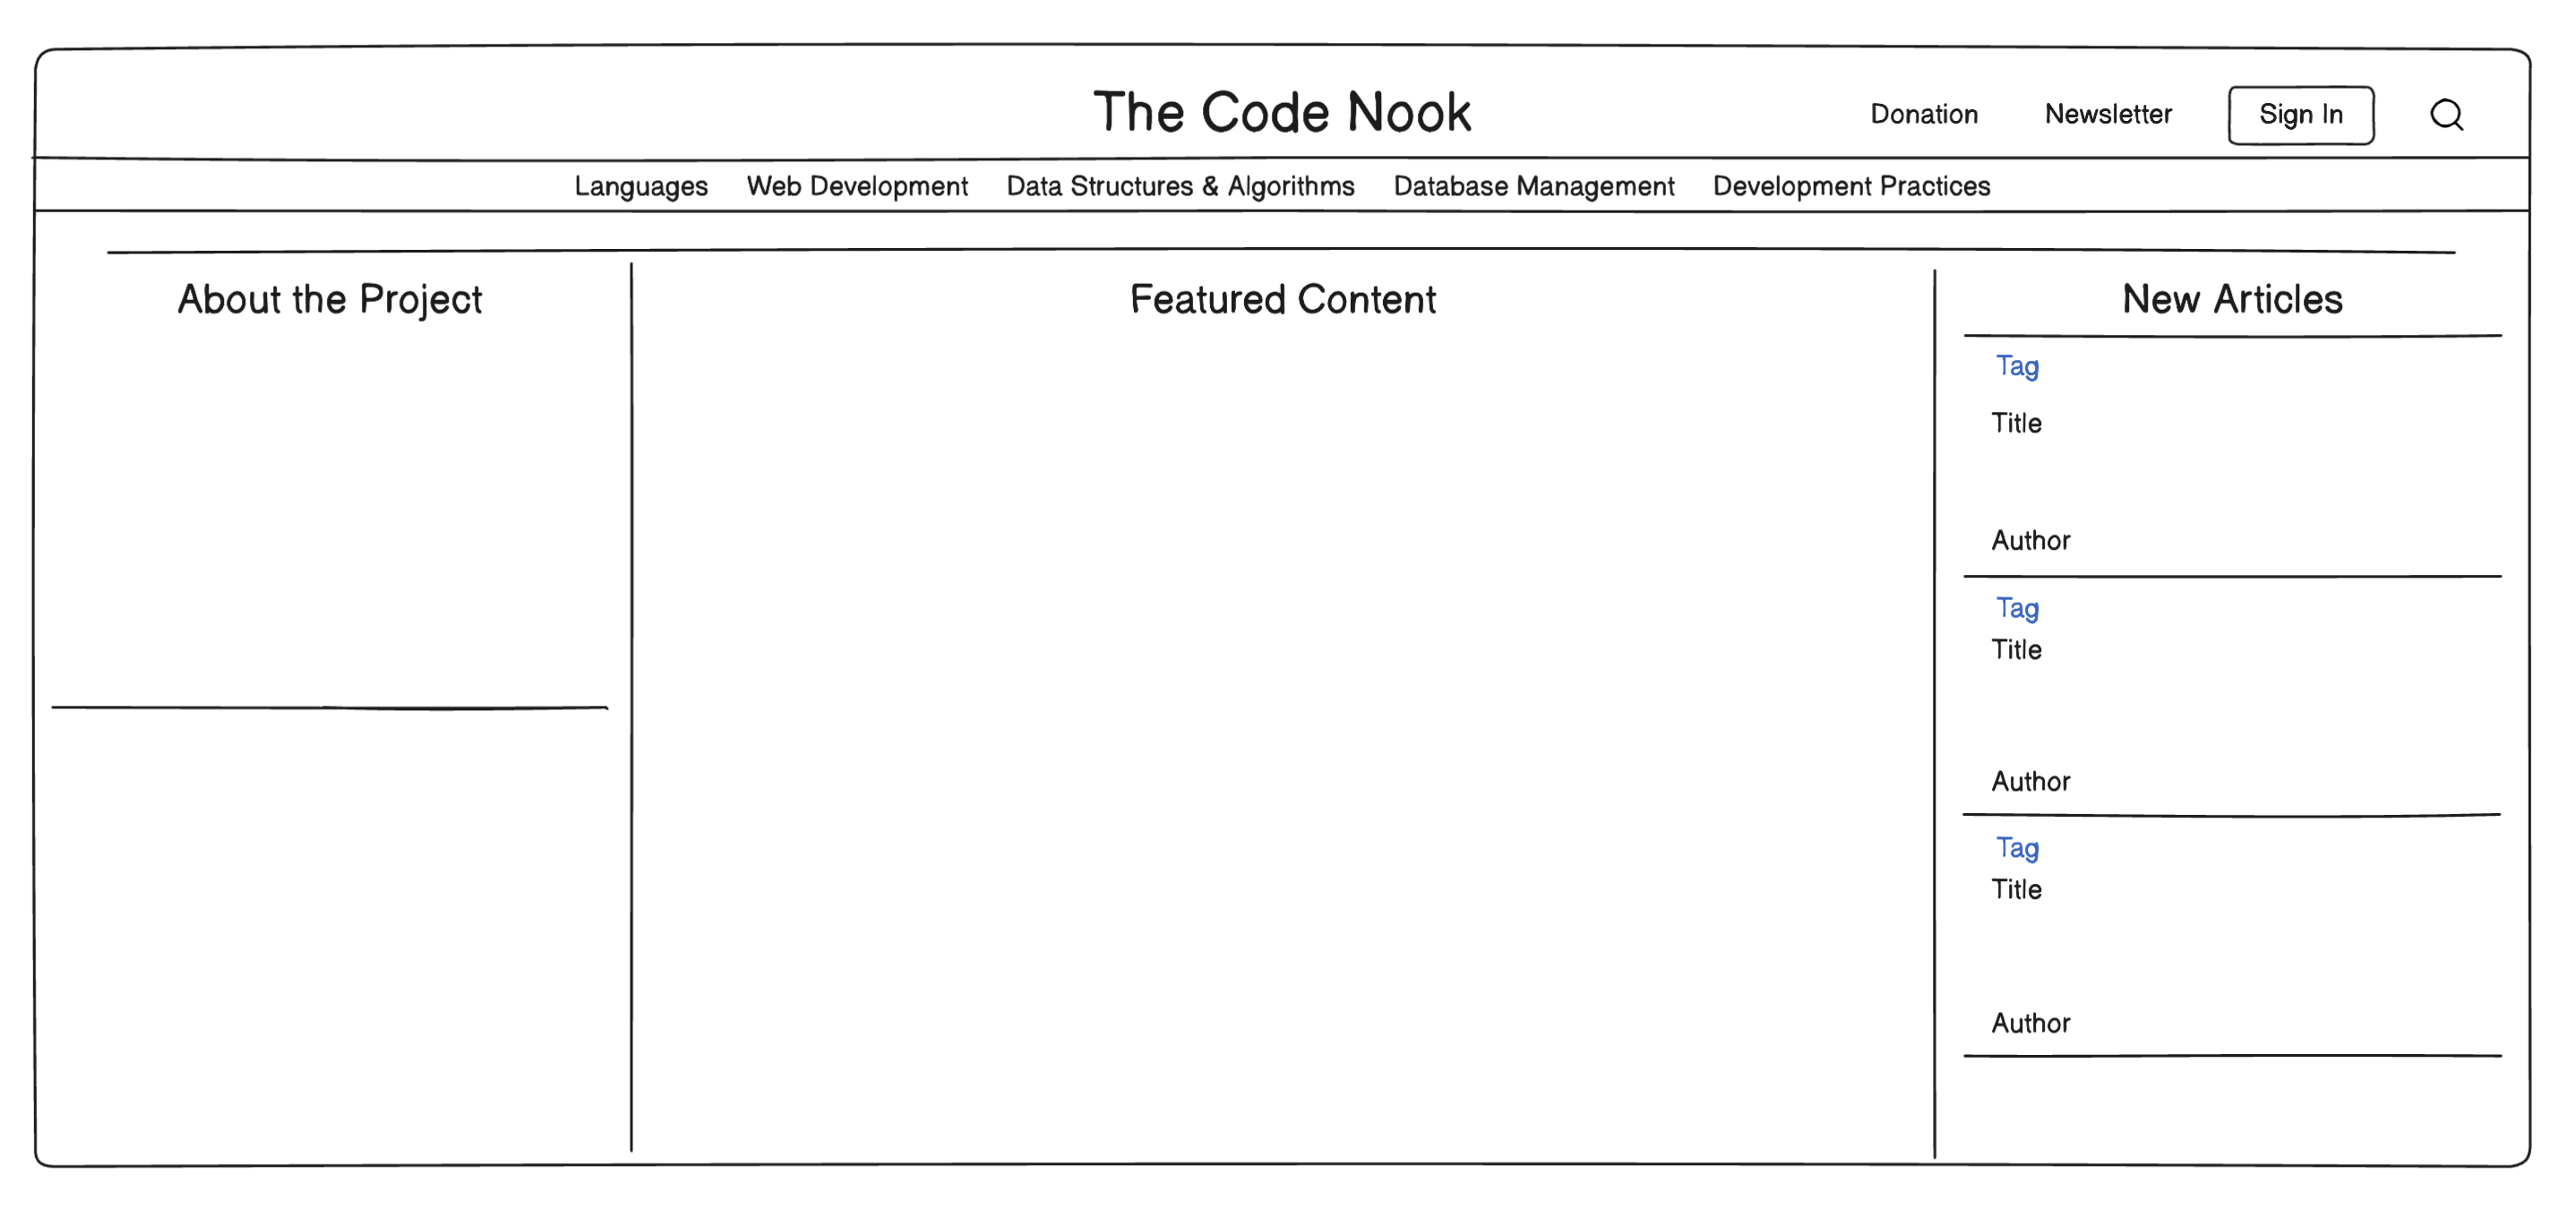 The Code Nook
Donation
Newsletter
Sign In
Languages
Web Development
Data Structures & Algorithms
Database Management
Development Practices
About the Project
Featured Content
New Articles
Tag
Title
Author
Tag
Title
Author
Tag
Title
Author